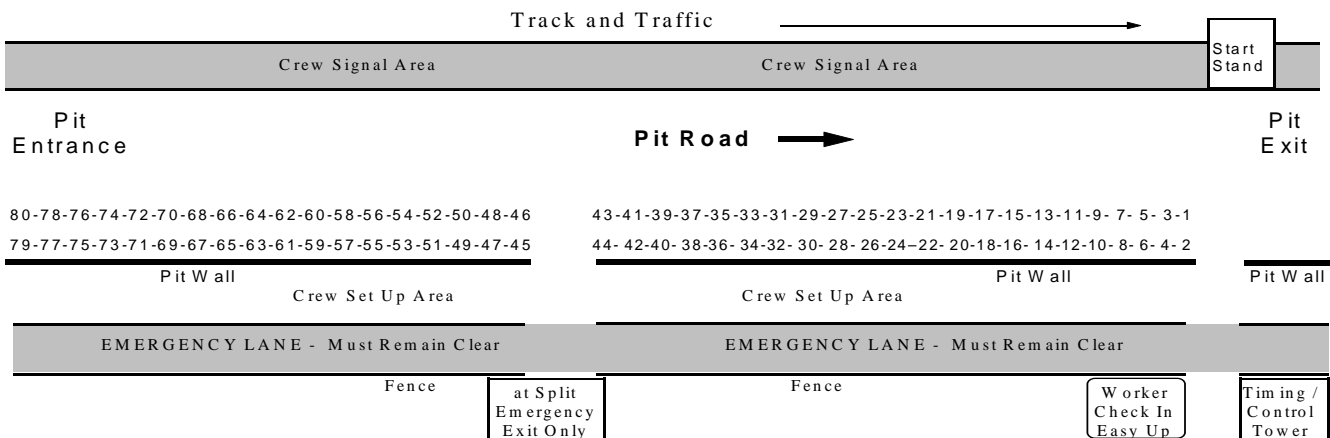 Track and Traffic
Start
Stand
Crew Signal Area
Crew Signal Area
Pit
Entrance
Pit Road
Pit
Exit
80-78-76-74-72-70-68-66-64-62-60-58-56-54-52-50-48-46
43-41-39-37-35-33-31-29-27-25-23-21-19-17-15-13-11-9- 7- 5- 3-1
79-77-75-73-71-69-67-65-63-61-59-57-55-53-51-49-47-45
44- 42-40- 38-36- 34-32- 30- 28- 26-24–22- 20-18-16- 14-12-10- 8- 6- 4- 2
Pit Wall
Pit Wall
Pit Wall
Crew Set Up Area
Crew Set Up Area
EMERGENCY LANE - Must Remain Clear
EMERGENCY LANE - Must Remain Clear
Fence
Fence
at Split
Emergency
Exit Only
Worker
Check In
Easy Up
Timing /
Control
Tower